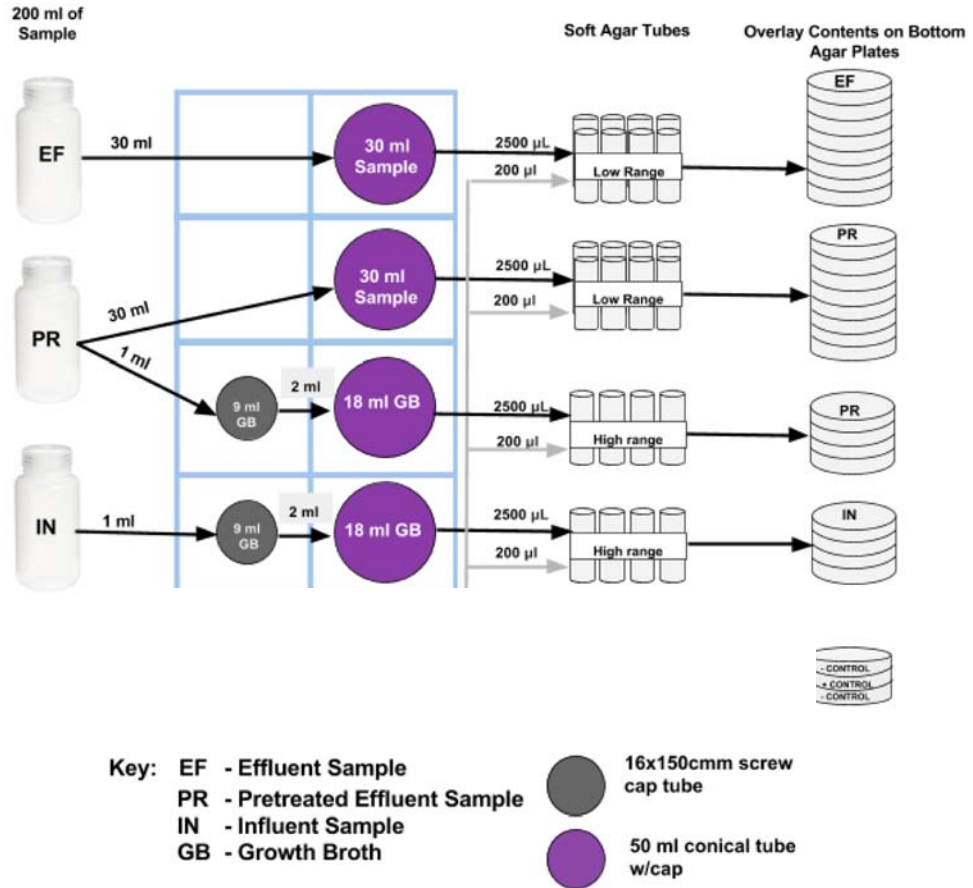 200 ml of
Sample
Soft Agar Tubes
Overlay Contents on Bottom
Agar Plates
EF
30 ml
30 ml
Sample
2500 µL
200 µl
Low Range
EF
PR
30 ml
1 ml
30 ml
Sample
2500 µL
200 µl
Low Range
PR
9 ml
GB
2 ml
18 ml GB
2500 µL
200 µl
High range
PR
IN
1 ml
9 ml
GB
2 ml
18 ml GB
2500 µL
200 µl
High range
IN
- CONTROL
+ CONTROL
- CONTROL
Key: EF - Effluent Sample
PR - Pretreated Effluent Sample
IN - Influent Sample
GB - Growth Broth
16x150cmm screw
cap tube
50 ml conical tube
w/cap